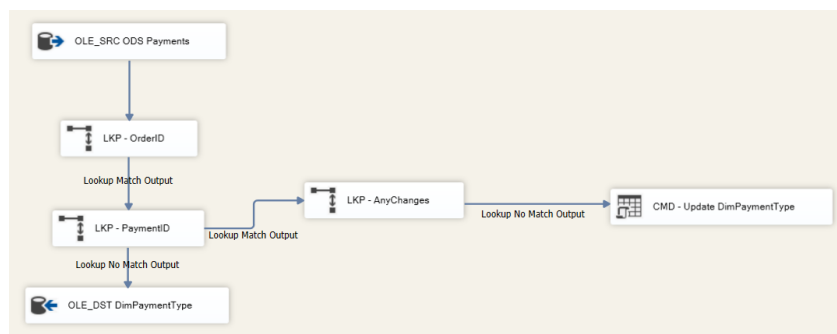 OLE_SRC ODS Payments
LKP - OrderID
Lookup Match Output
LKP - PaymentID
Lookup Match Output
LKP - AnyChanges
Lookup No Match Output
CMD - Update DimPaymentType
Lookup No Match Output
OLE_DST DimPaymentType